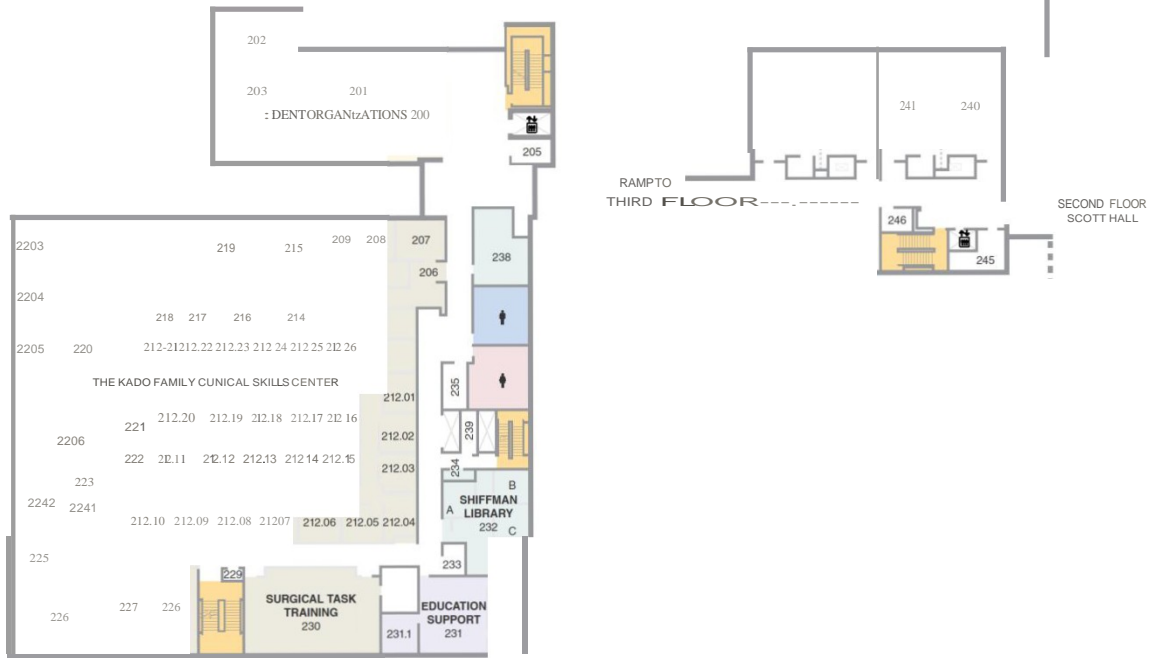 202
203 201
: DENTORGANtzATIONS 200
205
241 240
RAMPTO
THIRD FLOOR---.------
SECOND FLOOR
SCOTT HALL
246
245
2203
219
215
209
208
207
206
238
2204
218 217 216 214
2205 220
212-21212.22 212.23 212 24 212 25 212 26
THE KADO FAMILY CUNICAL SKILLS CENTER
235
212.01
212.20 212.19 212.18 212.17 212 16
221
2206
239
212.02
222 212.11 212.12 212.13 212 14 212.15
212.03
234
223
2242
2241
B
SHIFFMAN
A LIBRARY
232 C
212.10 212.09 212.08 21207 212.06 212.05 212.04
225
233
229
SURGICAL TASK
TRAINING
230
EDUCATION
SUPPORT
231
231.1
226
227 226